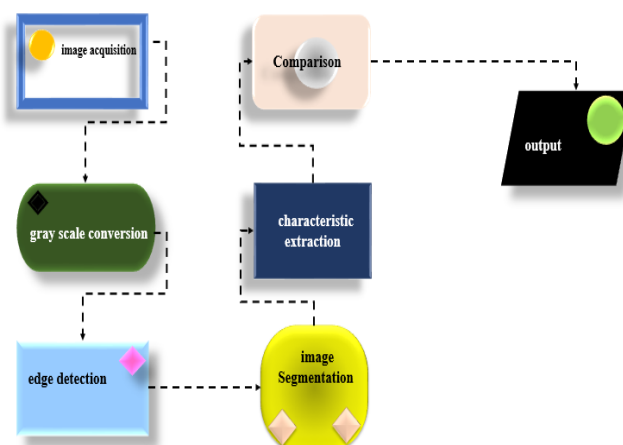 image acquisition
gray scale conversion
edge detection
image
Segmentation
characteristic
extraction
Comparison
output